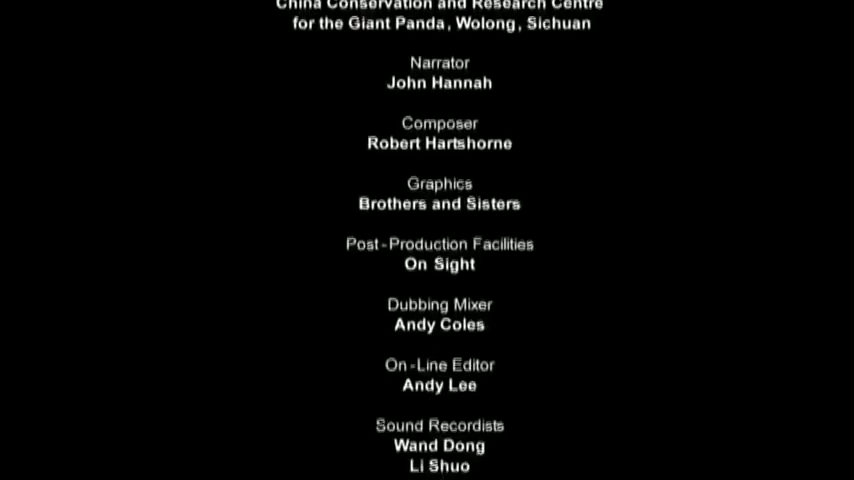 China Conservation and Research Centre
for the Giant Panda, Wolong, Sichuan
Narrator
John Hannah
Composer
Robert Hartshorne
Graphics
Brothers and Sisters
Post-Production Facilities
On Sight
Dubbing Mixer
Andy Coles
On-Line Editor
Andy Lee
Sound Recordists
Wand Dong
Li Shuo